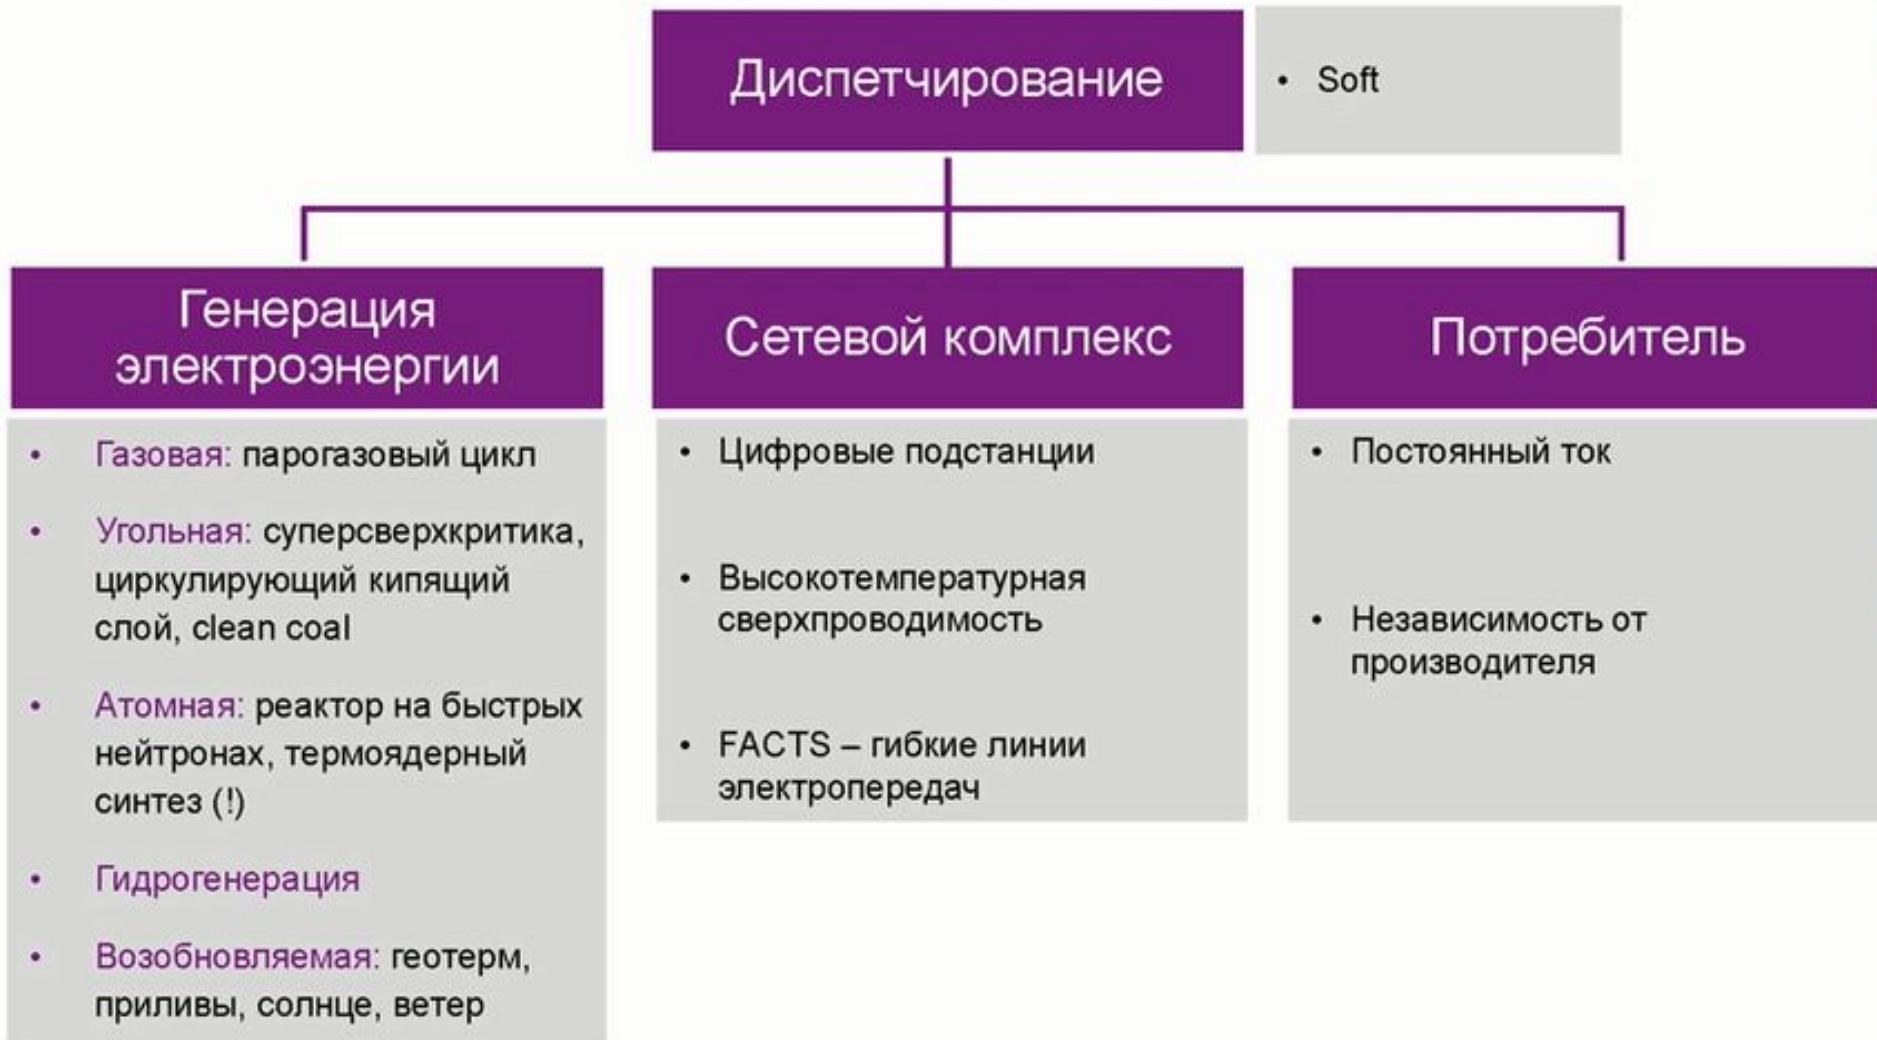 Диспетчирование
• Soft
Генерация
электроэнергии
• Газовая: парогазовый цикл
• Угольная: суперсверхкритика,
циркулирующий кипящий
слой, clean coal
• Атомная: реактор на быстрых
нейтронах, термоядерный
синтез (!)
• Гидрогенерация
• Возобновляемая: геотерм,
приливы, солнце, ветер
Сетевой комплекс
• Цифровые подстанции
• Высокотемпературная
сверхпроводимость
• FACTS – гибкие линии
электропередач
Потребитель
• Постоянный ток
• Независимость от
производителя